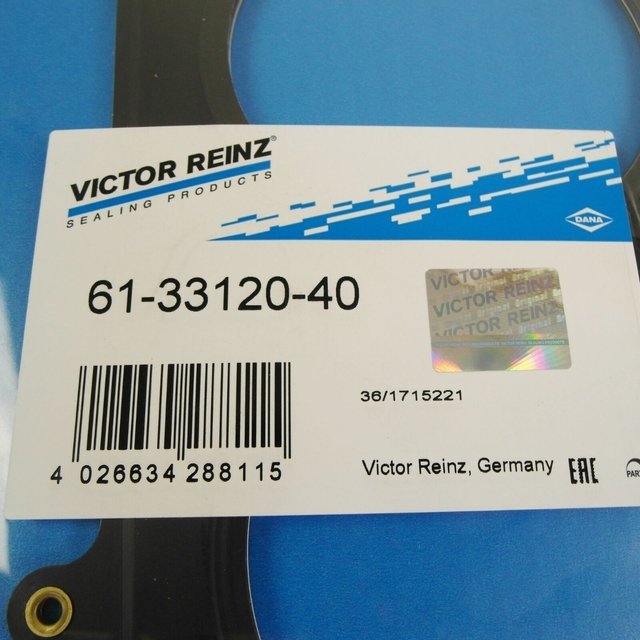 VICTOR REINZ®
SEALING PRODUCTS
DANA
61-33120-40
VICTOR REINZ
VICTOR REINZ
VICTOR REINZ
36/1715221
4 026634 288115
Victor Reinz, Germany
EAC
PART